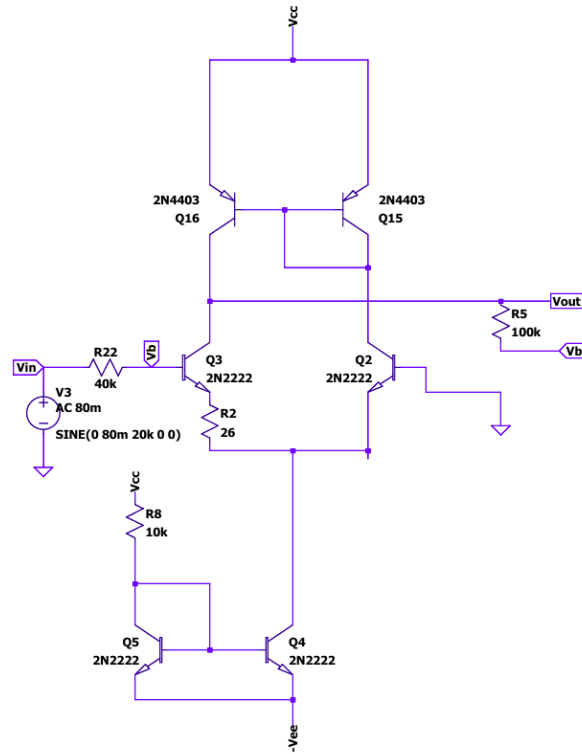 Vcc
2N4403
Q16
2N4403
Q15
Vout
R5
100k
Vb
Vin
R22
40k
Vb
Q3
2N2222
Q2
2N2222
V3
AC 80m
SINE(0 80m 20k 0 0)
R2
26
Vcc
R8
10k
Q5
2N2222
Q4
2N2222
-Vee